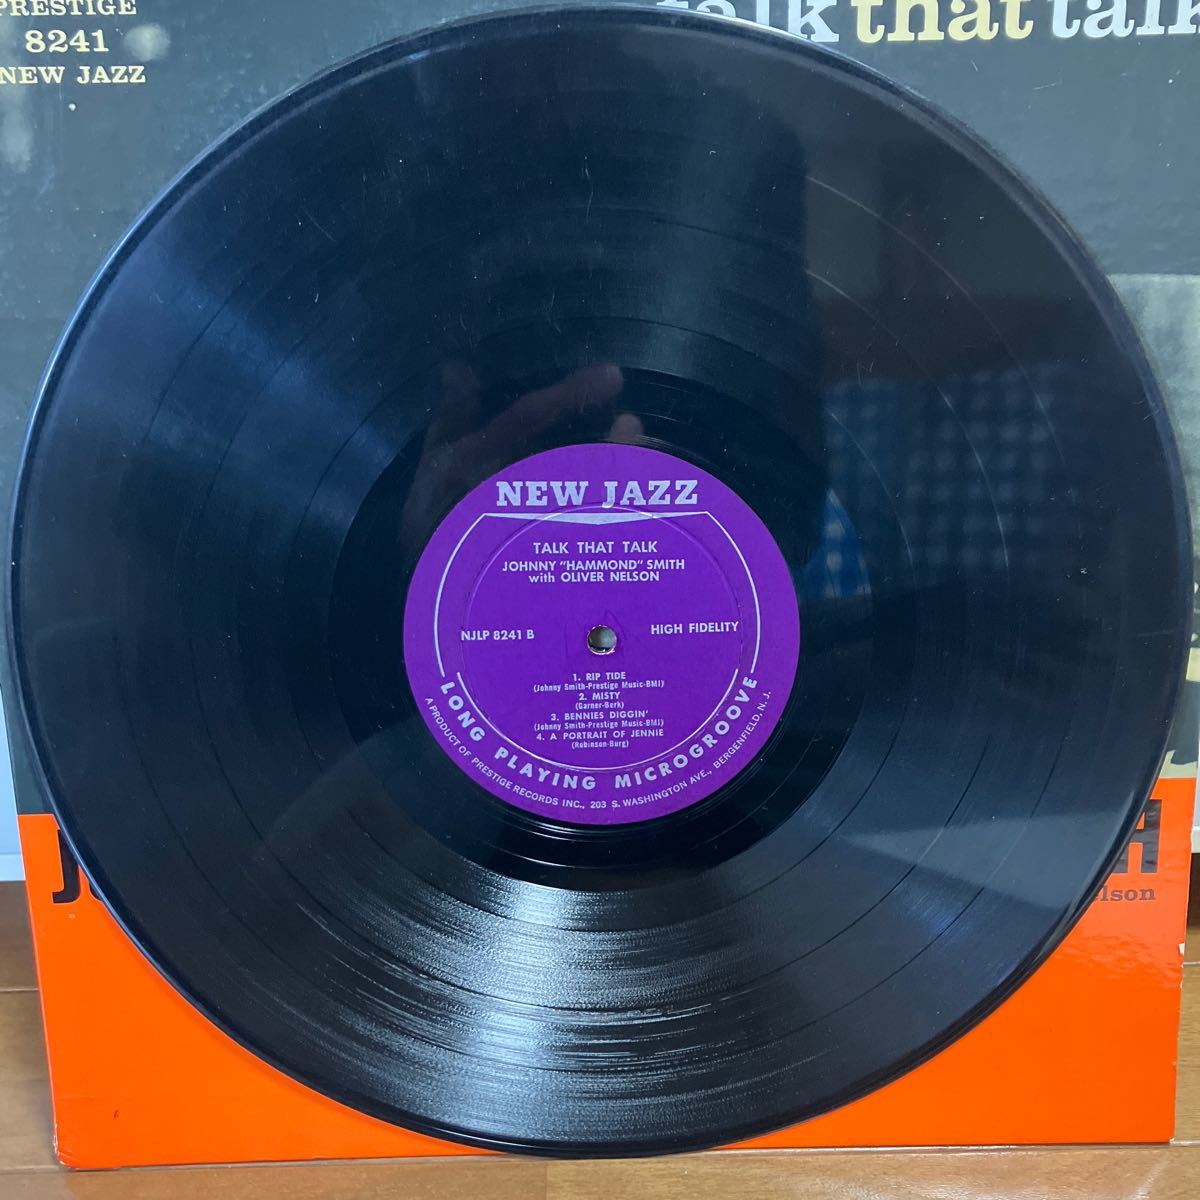 PRESTIGE
8241
NEW JAZZ
talk that talk
NEW JAZZ
TALK THAT TALK
JOHNNY "HAMMOND" SMITH
with OLIVER NELSON
NJLP 8241 B
HIGH FIDELITY
1. RIP TIDE
(Johnny Smith-Prestige Music-BMI)
2. MISTY
(Garner-Berk)
3. BENNIES DIGGIN'
(Johnny Smith-Prestige Music-BMI)
4. A PORTRAIT OF JENNIE
(Robinson-Burg)
LONG PLAYING MICROGROOVE
A PRODUCT OF PRESTIGE RECORDS INC., 203 S. WASHINGTON AVE., BERGENFIELD, N. J.
elson